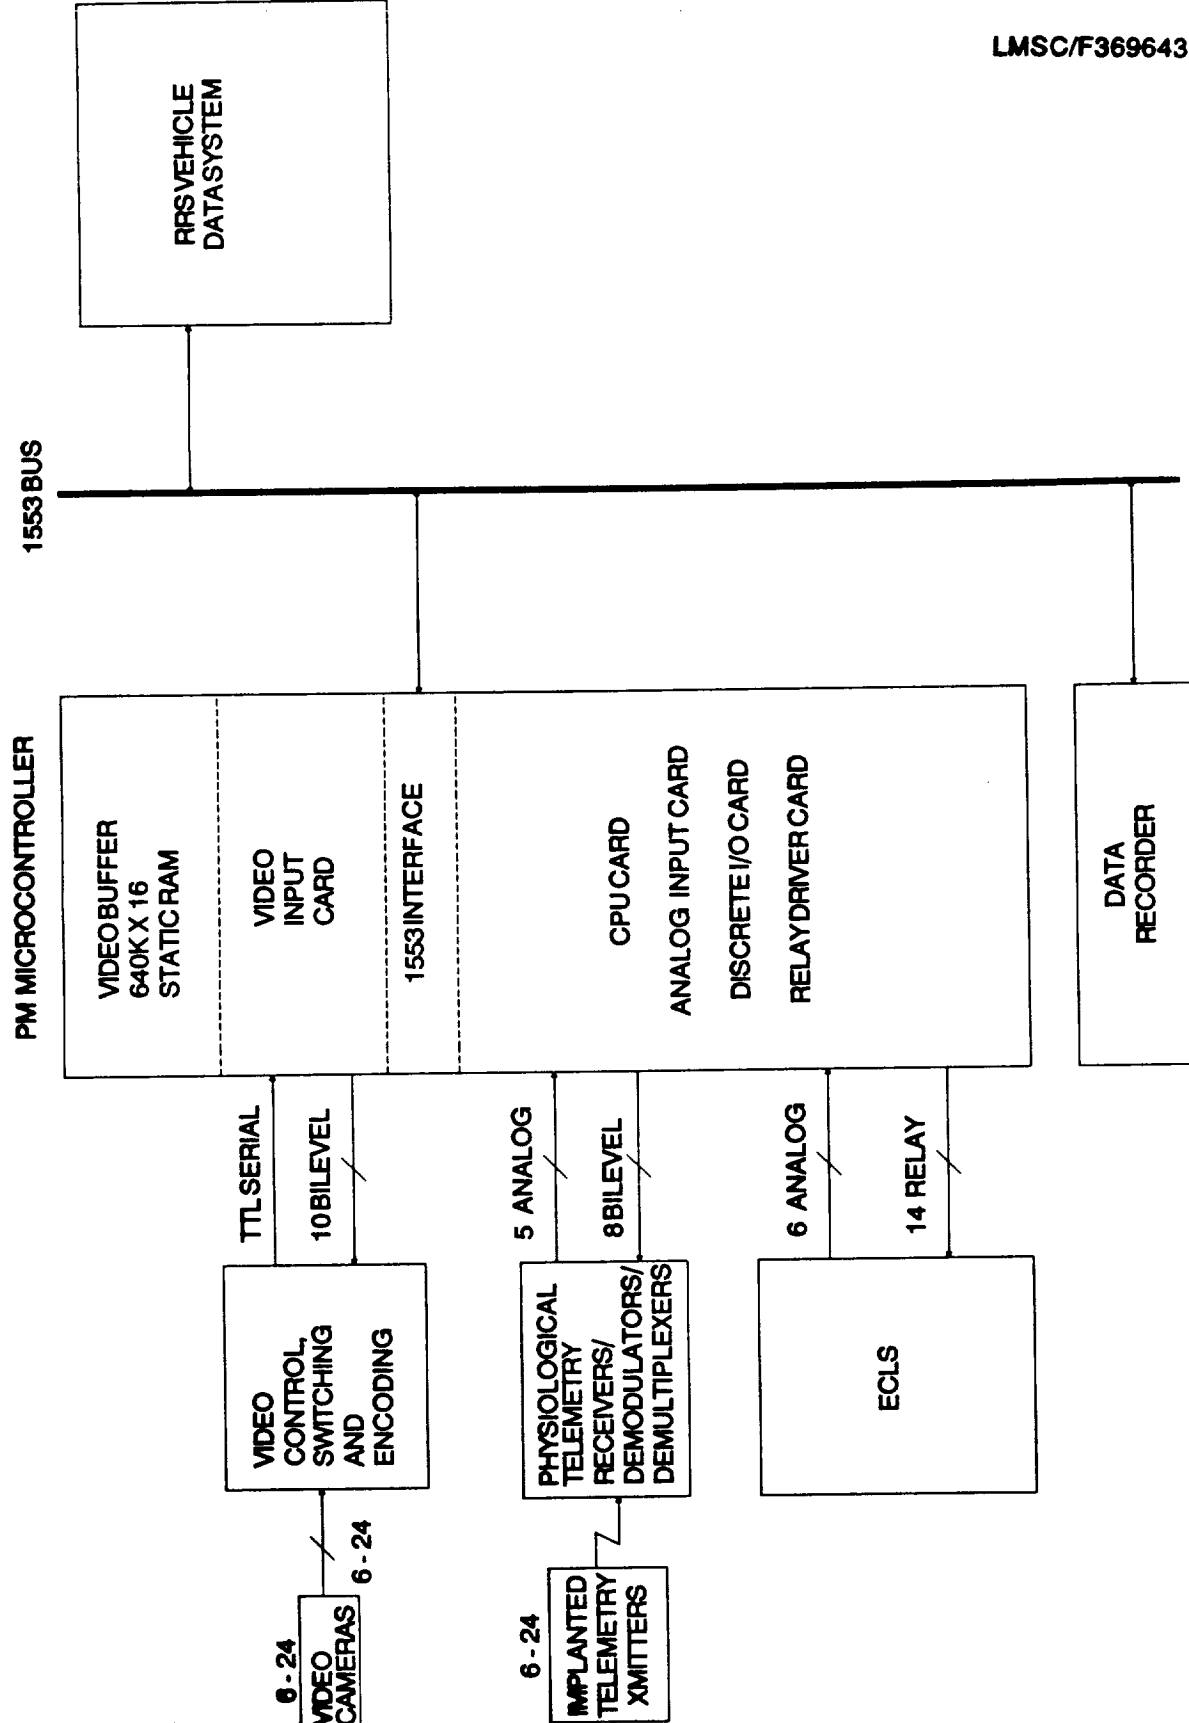 LMSC/F369643
RRS VEHICLE
DATA SYSTEM
1553 BUS
PM MICROCONTROLLER
VIDEO BUFFER
640K X 16
STATIC RAM
VIDEO
INPUT
CARD
1553 INTERFACE
CPU CARD
ANALOG INPUT CARD
DISCRETE I/O CARD
RELAY DRIVER CARD
DATA
RECORDER
TTL SERIAL
10 BILEVEL
5 ANALOG
8 BILEVEL
6 ANALOG
14 RELAY
VIDEO
CONTROL,
SWITCHING
AND
ENCODING
PHYSIOLOGICAL
TELEMETRY
RECEIVERS/
DEMODULATORS/
DEMULTIPLEXERS
ECLS
6 - 24
6 - 24
VIDEO
CAMERAS
6 - 24
IMPLANTED
TELEMETRY
XMITTERS